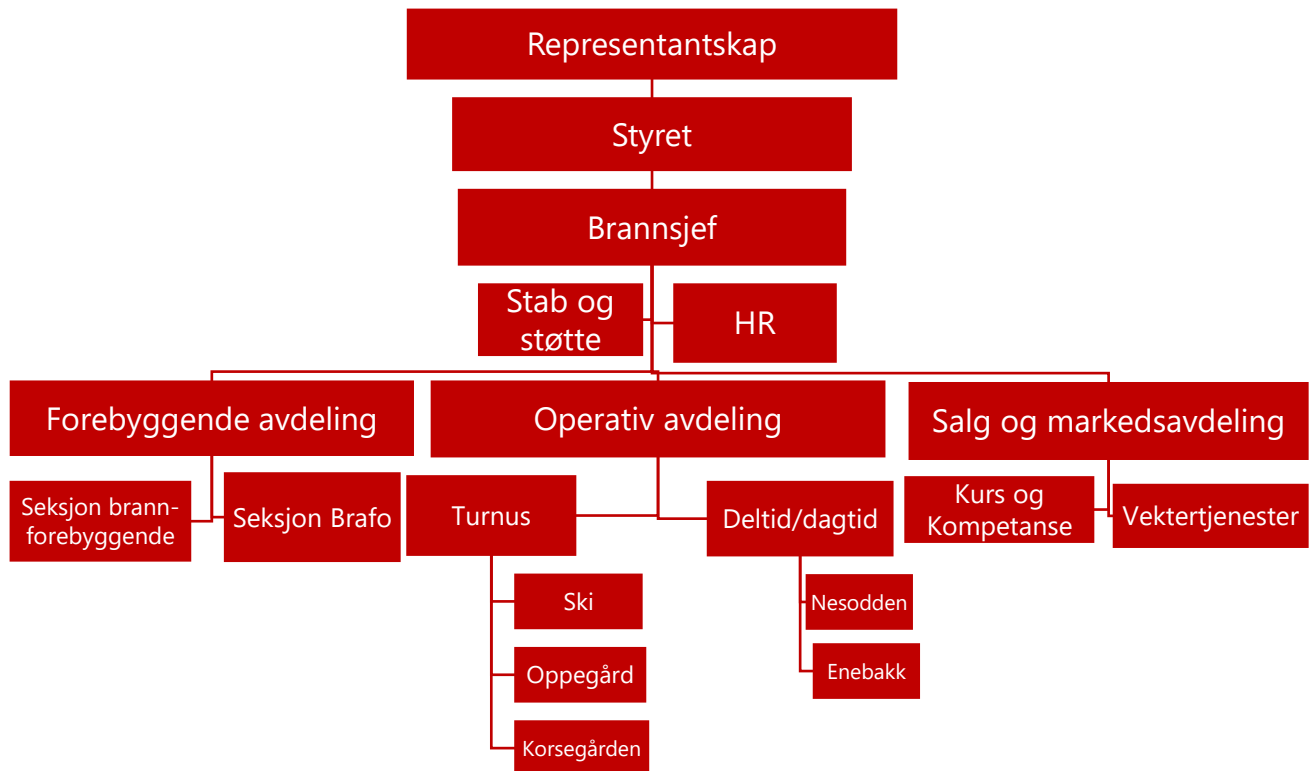 Representantskap
Styret
Brannsjef
Stab og
støtte
HR
Forebyggende avdeling
Operativ avdeling
Salg og markedsavdeling
Seksjon brann-
forebyggende
Seksjon Brafo
Turnus
Deltid/dagtid
Kurs og
Kompetanse
Vektertjenester
Ski
Oppegård
Korsegården
Nesodden
Enebakk